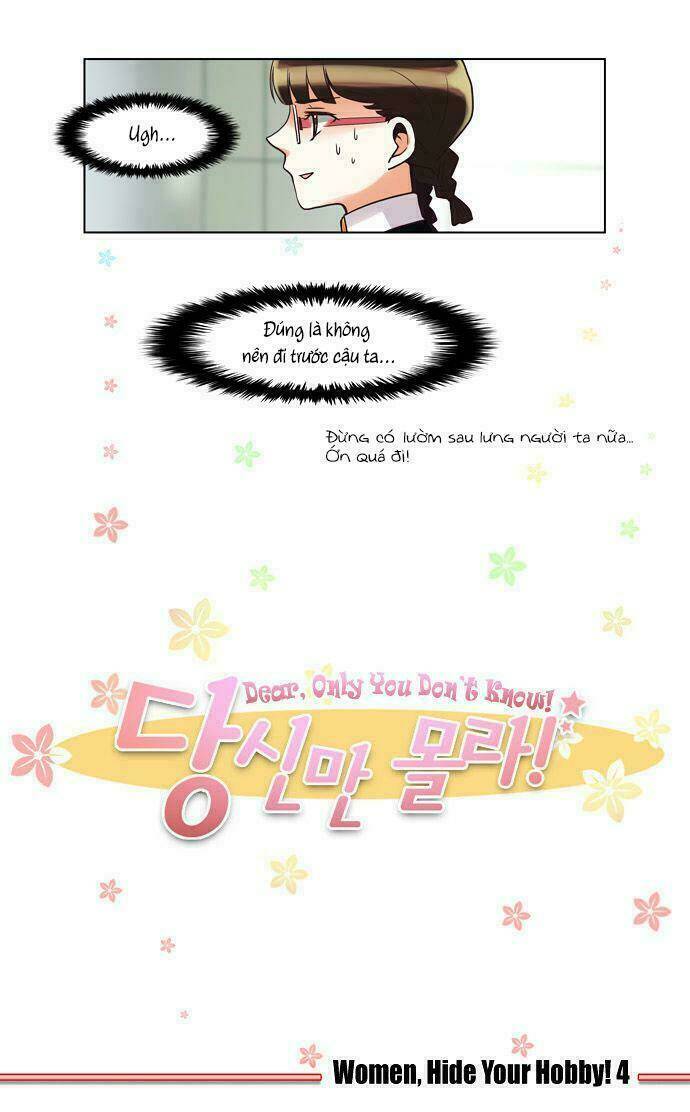 Ugh...
Đúng là không
nên đi trước cậu ta...
Đừng có lườm sau lưng người ta nữa...
Ớn quá đi!
Dear, Only You Don't Know!
당신만 몰라!
Women, Hide Your Hobby! 4